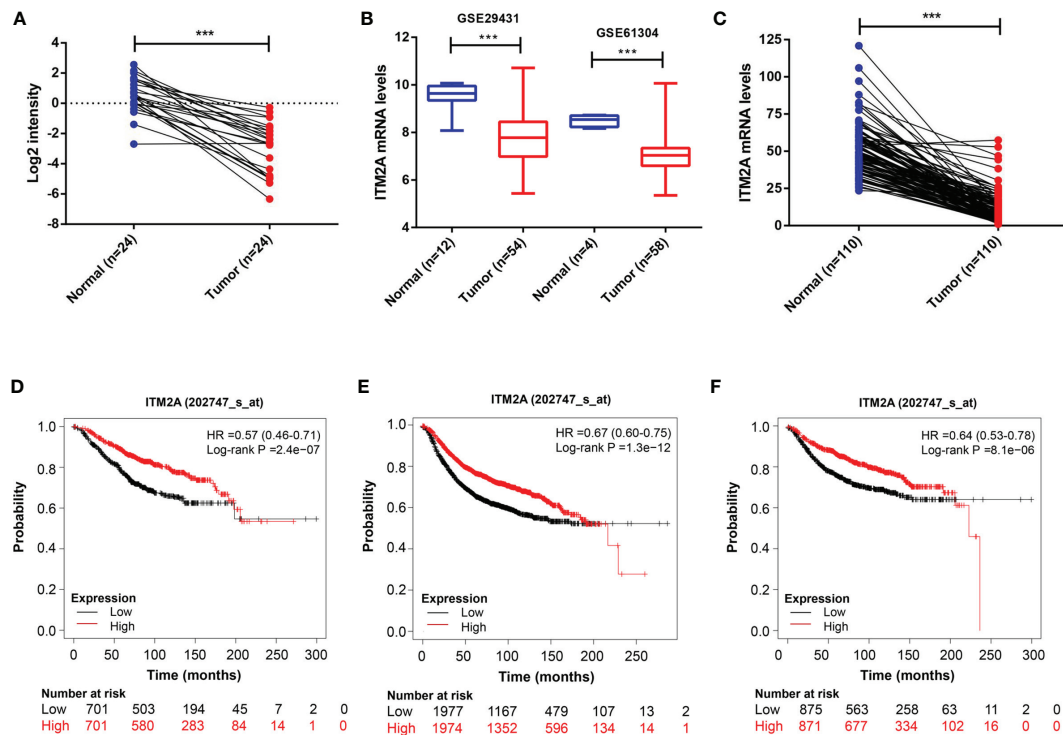 A
***
Log2 intensity
4
2
0
-2
-4
-6
-8
Normal (n=24)
Tumor (n=24)
B
GSE29431
GSE61304
***
***
ITM2A mRNA levels
12
10
8
6
4
Normal (n=12)
Tumor (n=54)
Normal (n=4)
Tumor (n=58)
C
***
ITM2A mRNA levels
125
100
75
50
25
0
Normal (n=110)
Tumor (n=110)
D
ITM2A (202747_s_at)
HR =0.57 (0.46-0.71)
Log-rank P =2.4e-07
Probability
1.0
0.8
0.6
0.4
0.2
0.0
Expression
Low
High
0 50 100 150 200 250 300
Time (months)
Number at risk
Low 701 503 194 45 7 2 0
High 701 580 283 84 14 1 0
E
ITM2A (202747_s_at)
HR =0.67 (0.60-0.75)
Log-rank P =1.3e-12
Probability
1.0
0.8
0.6
0.4
0.2
0.0
Expression
Low
High
0 50 100 150 200 250
Time (months)
Number at risk
Low 1977 1167 479 107 13 2
High 1974 1352 596 134 14 1
F
ITM2A (202747_s_at)
HR =0.64 (0.53-0.78)
Log-rank P =8.1e-06
Probability
1.0
0.8
0.6
0.4
0.2
0.0
Expression
Low
High
0 50 100 150 200 250 300
Time (months)
Number at risk
Low 875 563 258 63 11 2 0
High 871 677 334 102 16 0 0